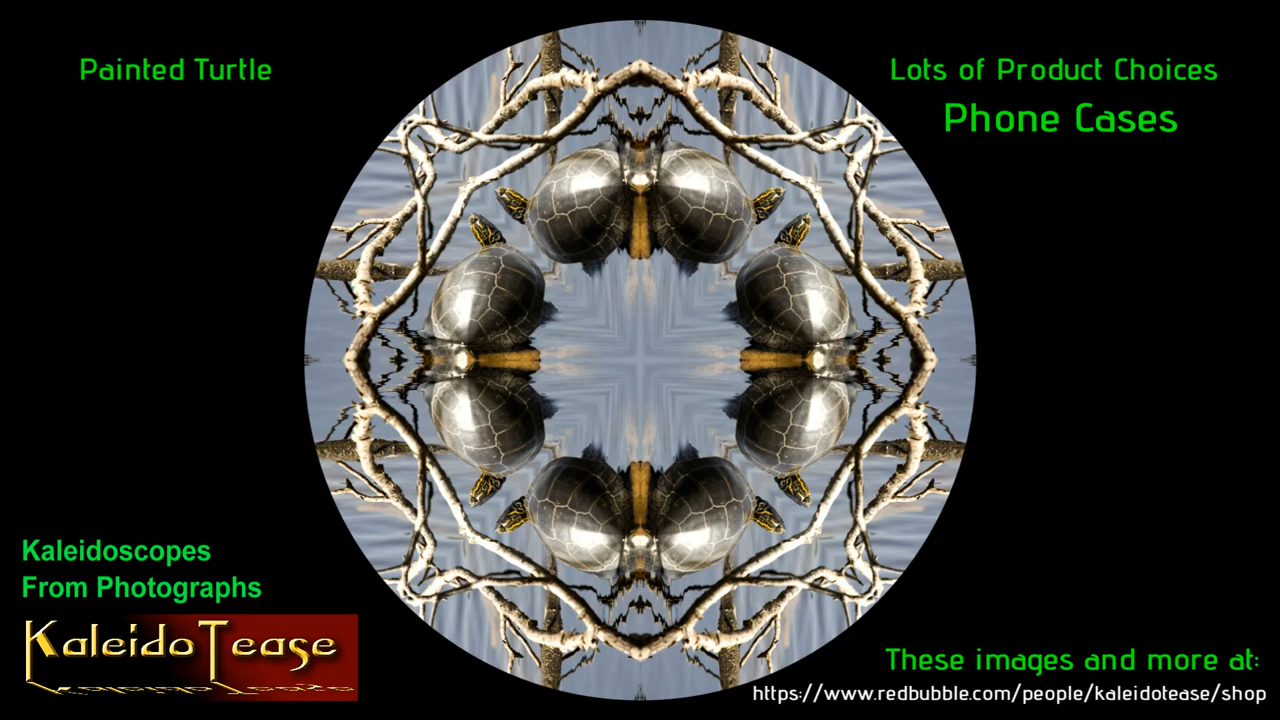 Painted Turtle
Lots of Product Choices
Phone Cases
Kaleidoscopes
From Photographs
KaleidoTease
These images and more at:
https://www.redbubble.com/people/kaleidotease/shop